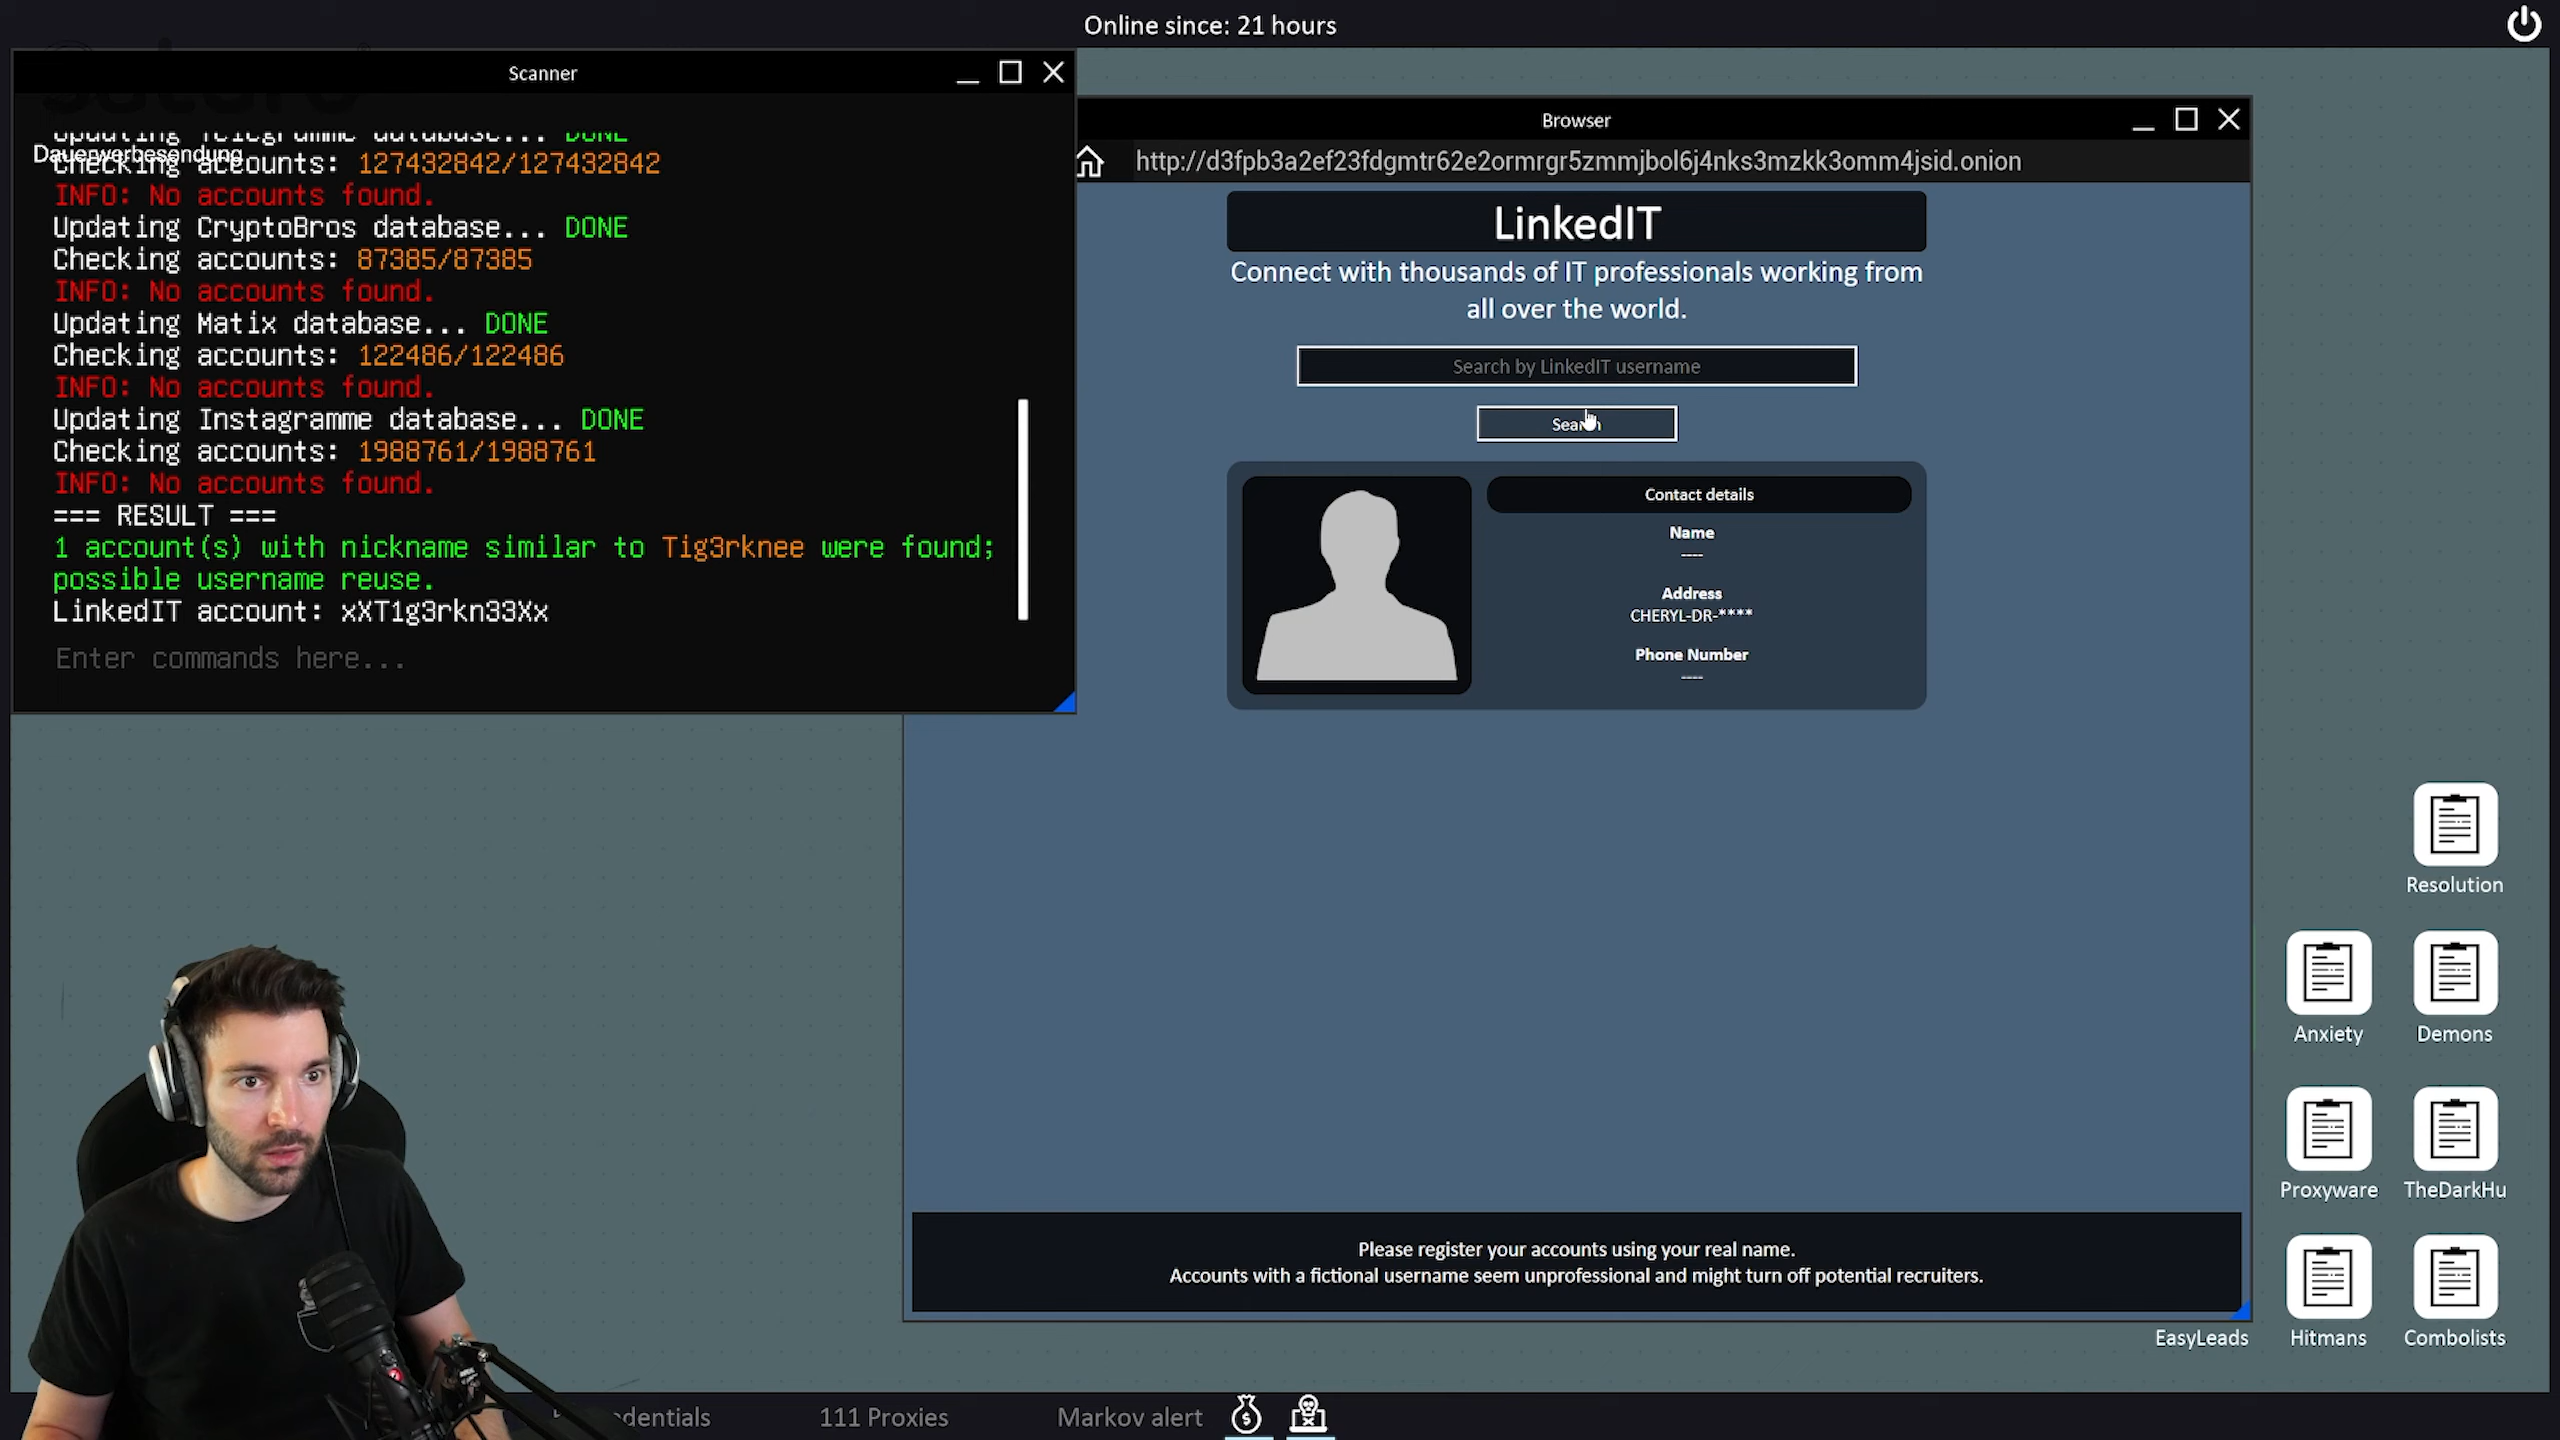 Online since: 21 hours
Scanner
Dauerwerbesendung
Updating Telegramme database... DONE
Checking accounts: 127432842/127432842
INFO: No accounts found.
Updating CryptoBros database... DONE
Checking accounts: 87385/87385
INFO: No accounts found.
Updating Matix database... DONE
Checking accounts: 122486/122486
INFO: No accounts found.
Updating Instagramme database... DONE
Checking accounts: 1988761/1988761
INFO: No accounts found.
=== RESULT ===
1 account(s) with nickname similar to Tig3rknee were found;
possible username reuse.
LinkedIT account: xXT1g3rkn33Xx
Enter commands here...
Browser
http://d3fpb3a2ef23fdgmtr62e2ormrgr5zmmjbol6j4nks3mzkk3omm4jsid.onion
LinkedIT
Connect with thousands of IT professionals working from
all over the world.
Search by LinkedIT username
Search
Contact details
Name
----
Address
CHERYL-DR-****
Phone Number
----
Please register your accounts using your real name.
Accounts with a fictional username seem unprofessional and might turn off potential recruiters.
Resolution
Anxiety
Demons
Proxyware
TheDarkHu
EasyLeads
Hitmans
Combolists
111 Proxies
Markov alert